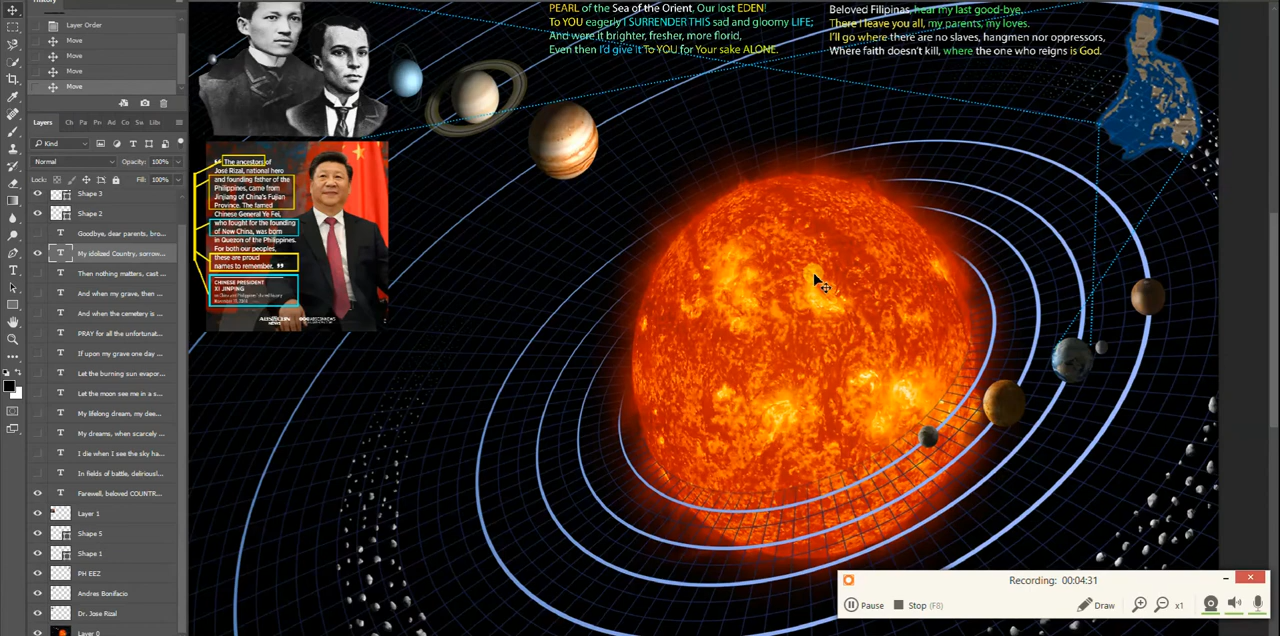 History
Layer Order
Move
Move
Move
Move
Layers Ch Pa Pn Ad Co Sw Lib
Kind
Normal Opacity: 100%
Lock: Fill: 100%
Shape 3
Shape 2
Goodbye, dear parents, bro...
My idolized Country, sorrow...
Then nothing matters, cast ...
And when my grave, then ...
And when the cemetery is ...
PRAY for all the unfortunat...
If upon my grave one day ...
Let the burning sun evapor...
Let the moon see me in a s...
My lifelong dream, my dee...
My dreams, when scarcely ...
I die when I see the sky ha...
In fields of battle, deliriousl...
Farewell, beloved COUNTR...
Layer 1
Shape 5
Shape 1
PH EEZ
Andres Bonifacio
Dr. Jose Rizal
Layer 0
PEARL of the Sea of the Orient, Our lost EDEN!
To YOU eagerly I SURRENDER THIS sad and gloomy LIFE;
And were it brighter, fresher, more florid,
Even then I'd give it To YOU for Your sake ALONE.
Beloved Filipinas, hear my last good-bye.
There I leave you all, my parents, my loves.
I'll go where there are no slaves, hangmen nor oppressors,
Where faith doesn't kill, where the one who reigns is God.
“ The ancestors of
José Rizal, national hero
and founding father of the
Philippines, came from
Jinjiang of China's Fujian
Province. The famed
Chinese General Ye Fei,
who fought for the founding
of New China, was born
in Quezon of the Philippines.
For both our peoples,
these are proud
names to remember. ”
CHINESE PRESIDENT
XI JINPING
ABS-CBN
NEWS
Recording: 00:04:31
Pause Stop (F8) Draw x1